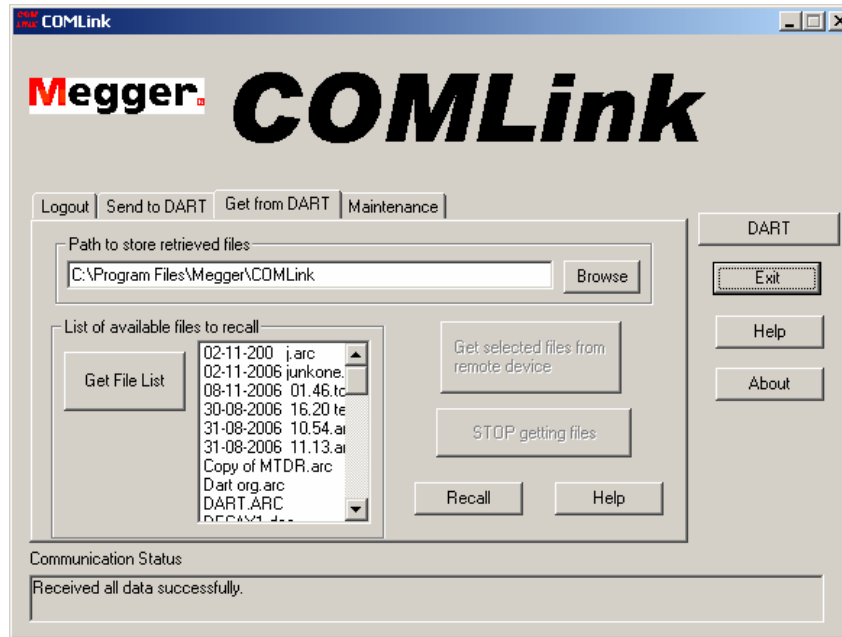 COMLink
Megger.
COMLink
Logout
Send to DART
Get from DART
Maintenance
Path to store retrieved files
C:\Program Files\Megger\COMLink
Browse
List of available files to recall
Get File List
02-11-200 j.arc
02-11-2006 junkone.
08-11-2006 01.46.tc
30-08-2006 16.20 te
31-08-2006 10.54.ar
31-08-2006 11.13.ar
Copy of MTDR.arc
Dart org.arc
DART.ARC
Get selected files from
remote device
STOP getting files
Recall
Help
DART
Exit
Help
About
Communication Status
Received all data successfully.